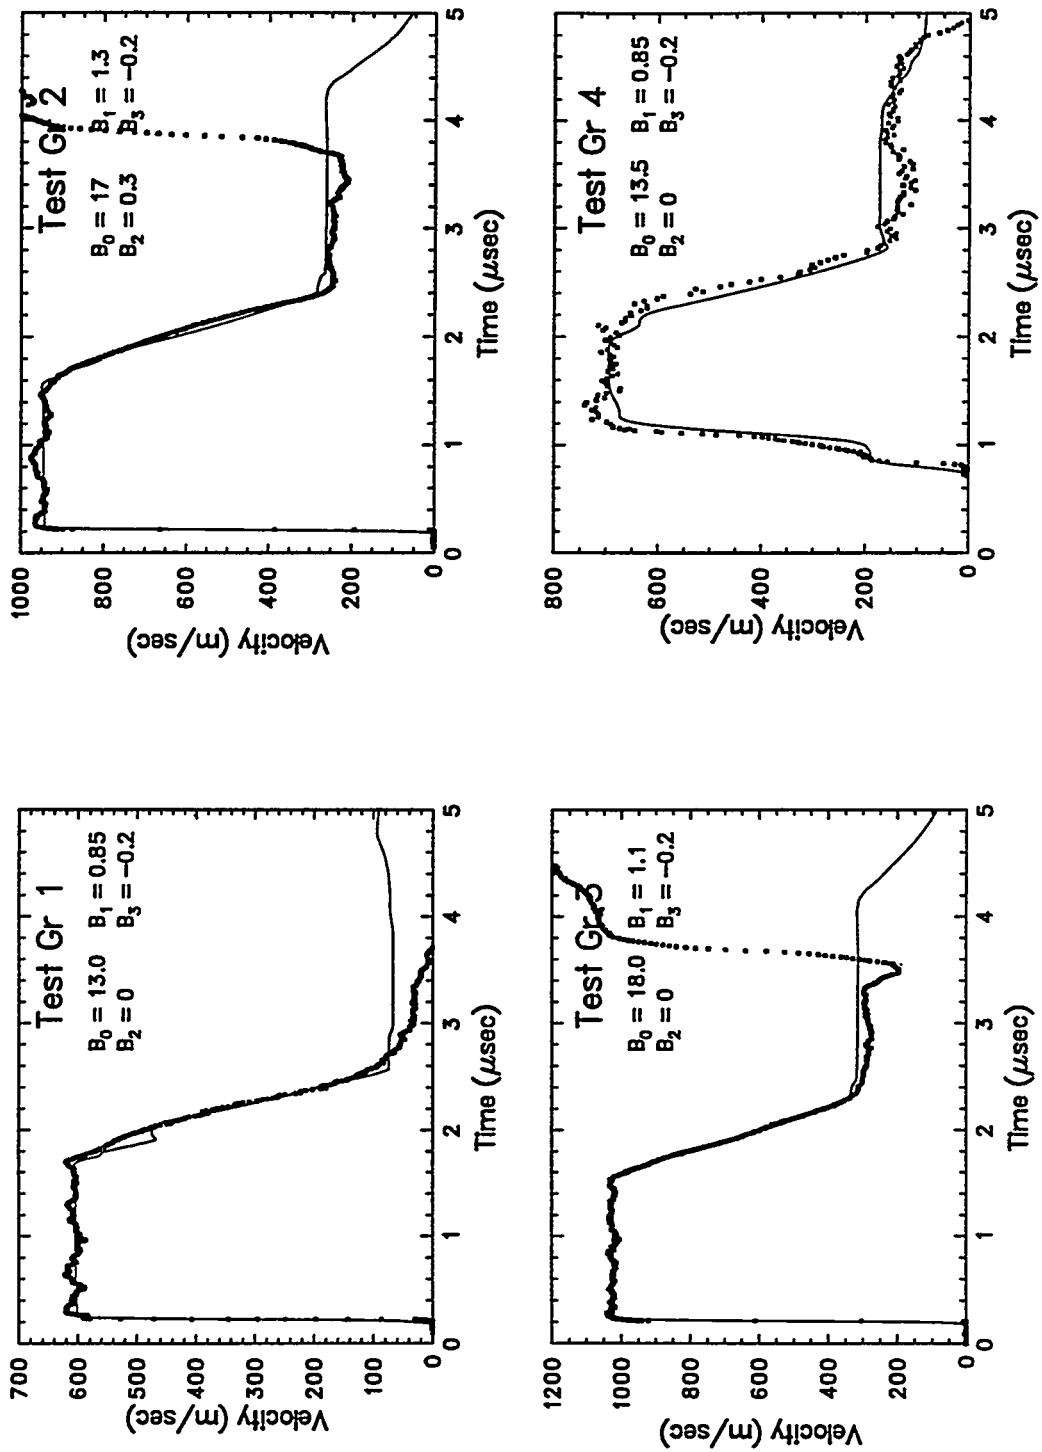 Test Gr 1
B₀ = 13.0 B₁ = 0.85
B₂ = 0 B₃ = −0.2
Velocity (m/sec)
700
600
500
400
300
200
100
0
0 1 2 3 4 5
Time (μsec)
Test Gr 2
B₀ = 17 B₁ = 1.3
B₂ = 0.3 B₃ = −0.2
Velocity (m/sec)
1000
800
600
400
200
0
0 1 2 3 4 5
Time (μsec)
Test Gr
B₀ = 18.0 B₁ = 1.1
B₂ = 0 B₃ = −0.2
Velocity (m/sec)
1200
1000
800
600
400
200
0
0 1 2 3 4 5
Time (μsec)
Test Gr 4
B₀ = 13.5 B₁ = 0.85
B₂ = 0 B₃ = −0.2
Velocity (m/sec)
800
600
400
200
0
0 1 2 3 4 5
Time (μsec)